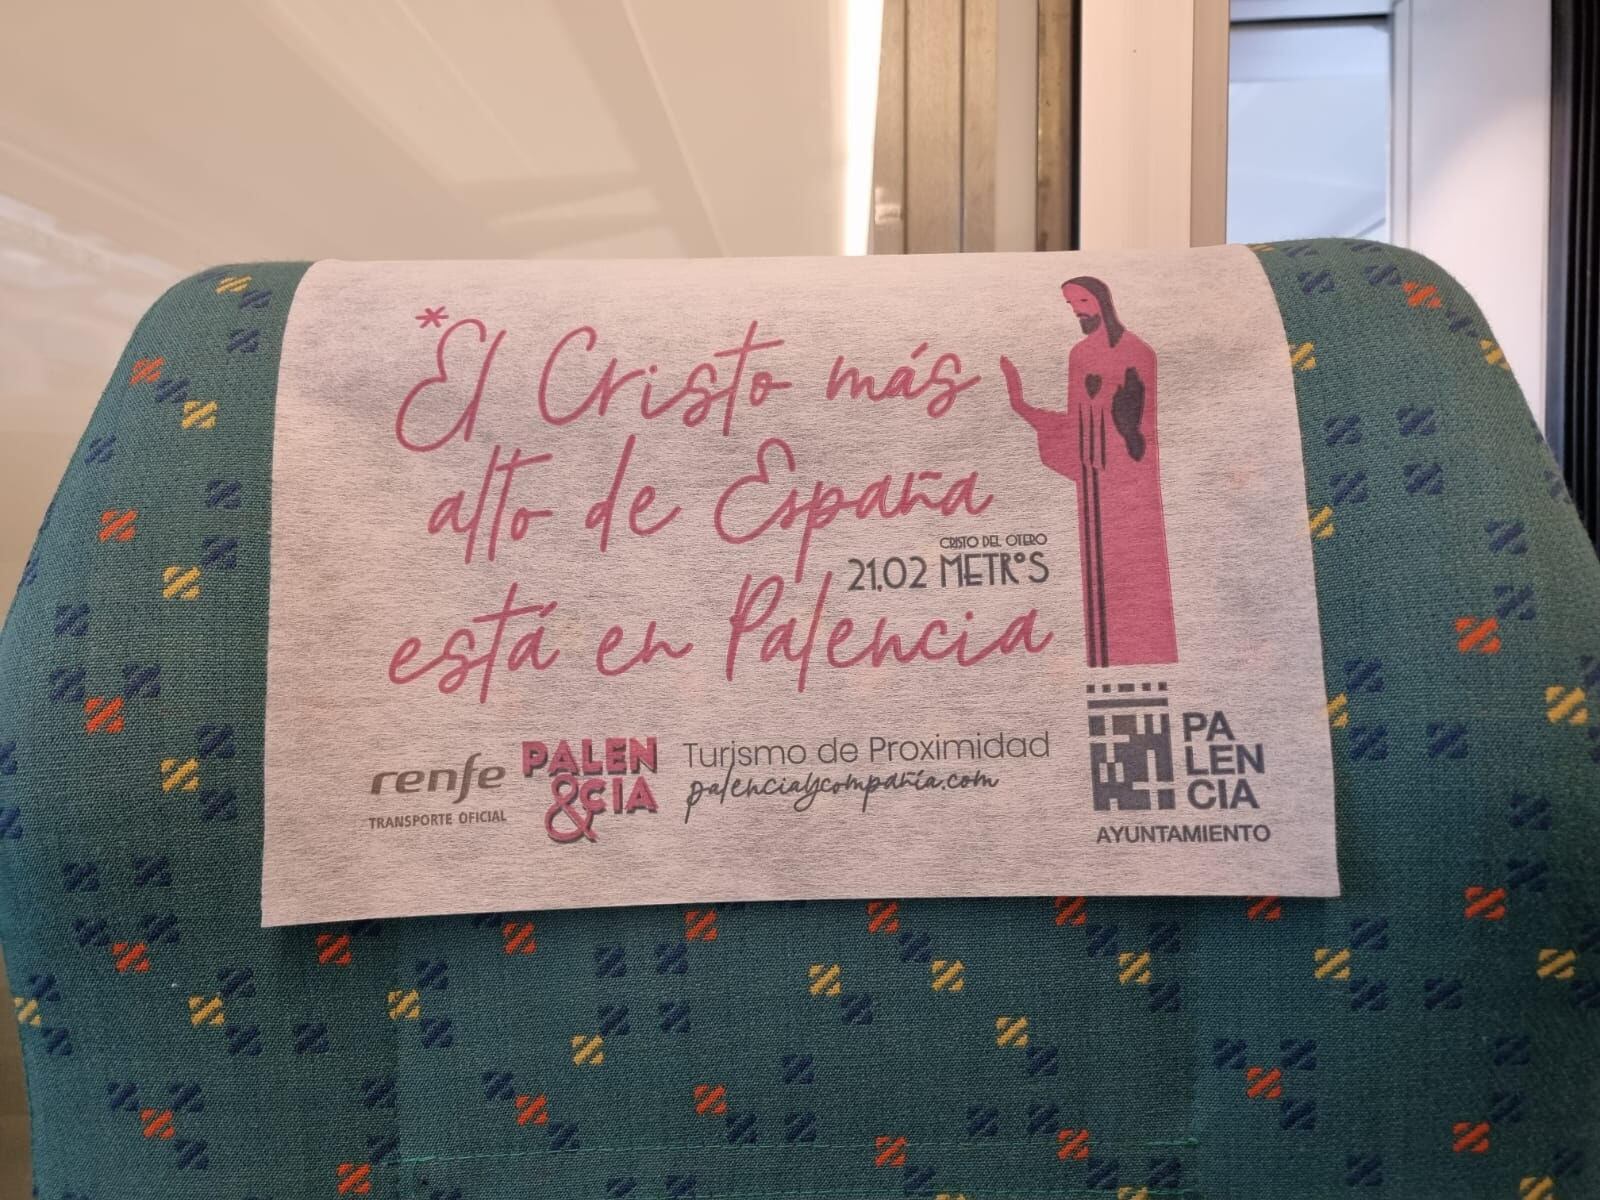 *El Cristo más
alto de España
CRISTO DEL OTERO
21,02 METROS
está en Palencia
renfe
TRANSPORTE OFICIAL
PALEN
&CIA
Turismo de Proximidad
palenciaycompañía.com
PA
LEN
CIA
AYUNTAMIENTO